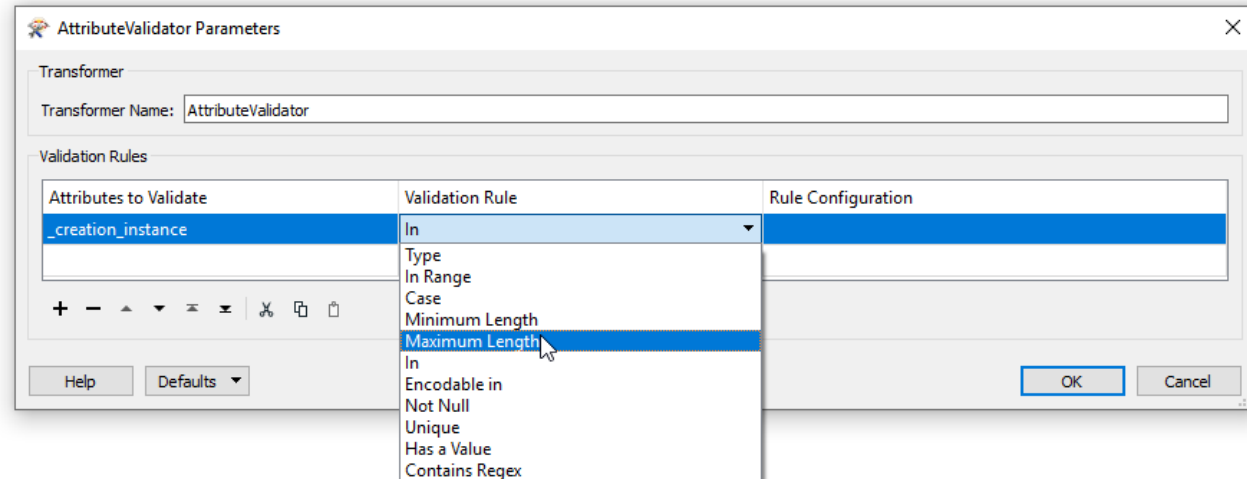 AttributeValidator Parameters
Transformer
Transformer Name: AttributeValidator
Validation Rules
Attributes to Validate Validation Rule Rule Configuration
_creation_instance In
Type
In Range
Case
Minimum Length
Maximum Length
In
Encodable in
Not Null
Unique
Has a Value
Contains Regex
Help Defaults OK Cancel